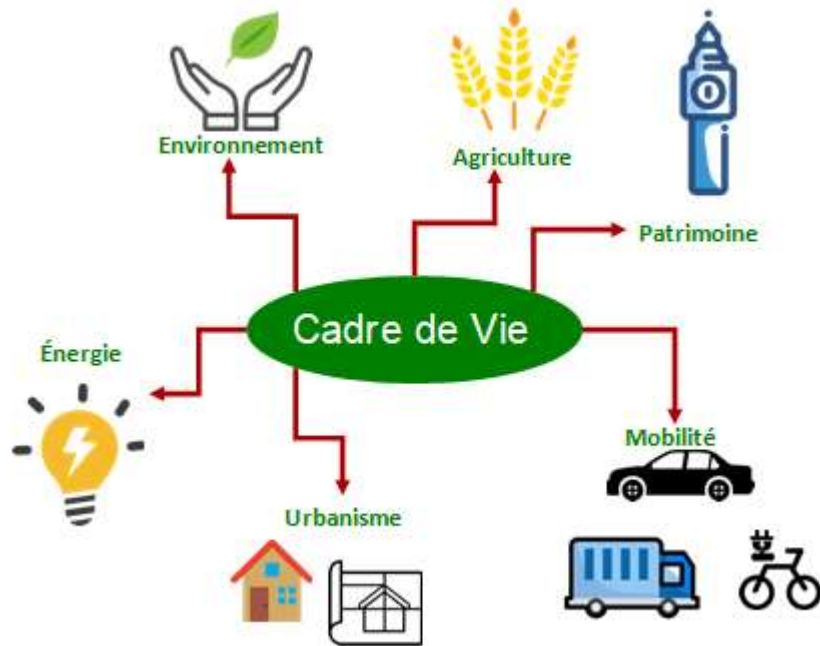 Environnement
Agriculture
Patrimoine
Cadre de Vie
Énergie
Mobilité
Urbanisme